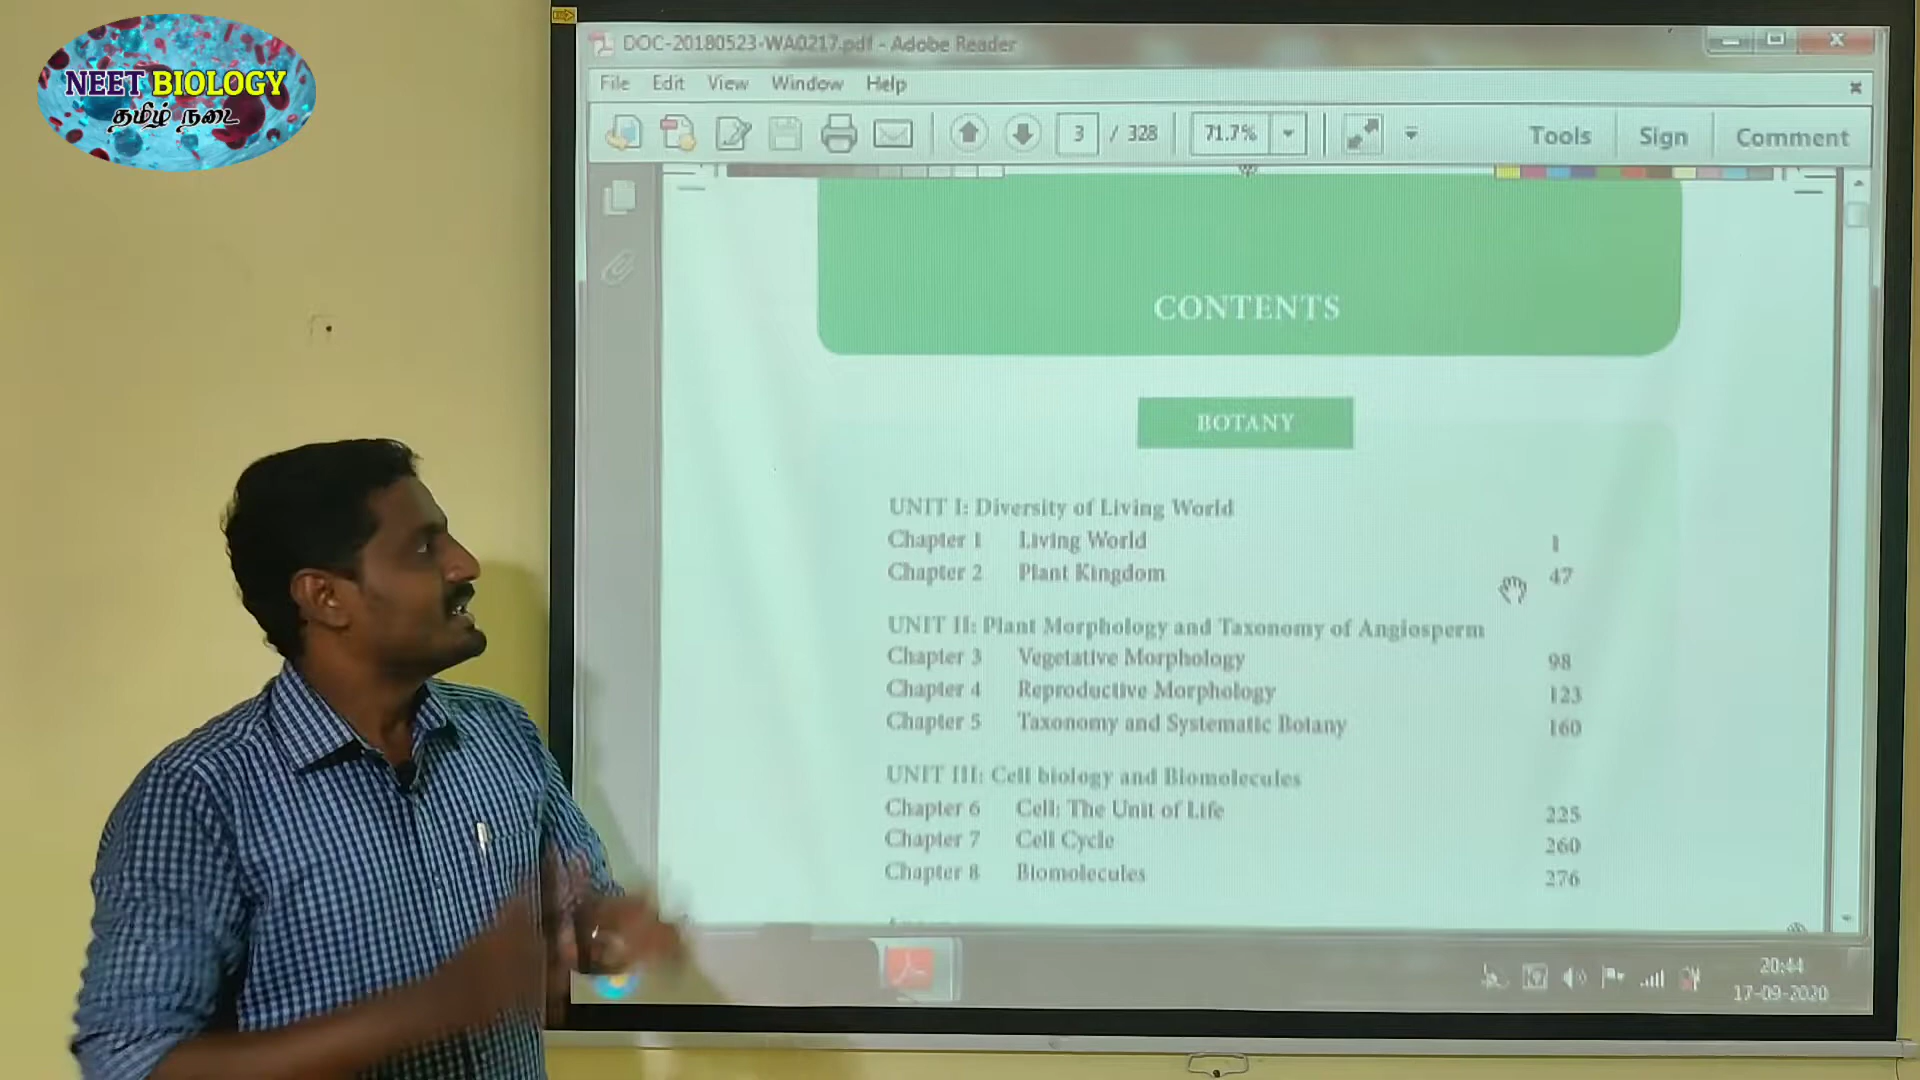 NEET BIOLOGY
தமிழ் நடை
DOC-20180523-WA0217.pdf - Adobe Reader
File Edit View Window Help
3 / 328 71.7% Tools Sign Comment
CONTENTS
BOTANY
UNIT I: Diversity of Living World
Chapter 1 Living World 1
Chapter 2 Plant Kingdom 47
UNIT II: Plant Morphology and Taxonomy of Angiosperm
Chapter 3 Vegetative Morphology 98
Chapter 4 Reproductive Morphology 123
Chapter 5 Taxonomy and Systematic Botany 160
UNIT III: Cell biology and Biomolecules
Chapter 6 Cell: The Unit of Life 225
Chapter 7 Cell Cycle 260
Chapter 8 Biomolecules 276
20:44
17-09-2020